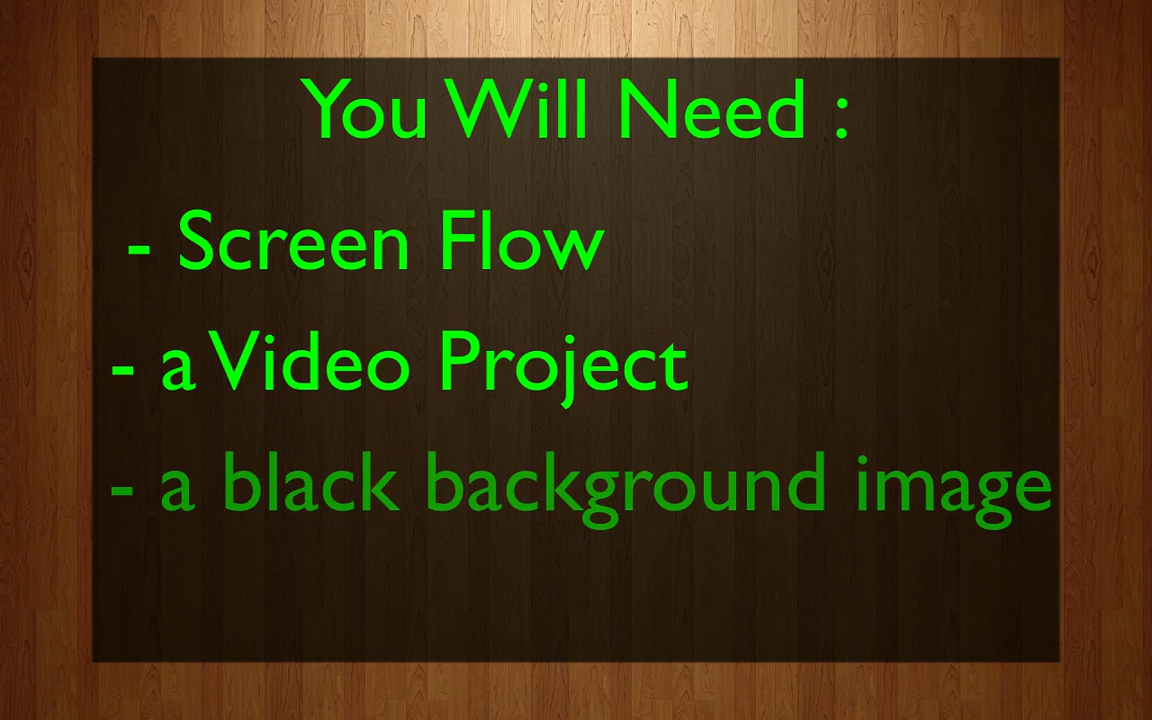 You Will Need :
- Screen Flow
- a Video Project
- a black background image